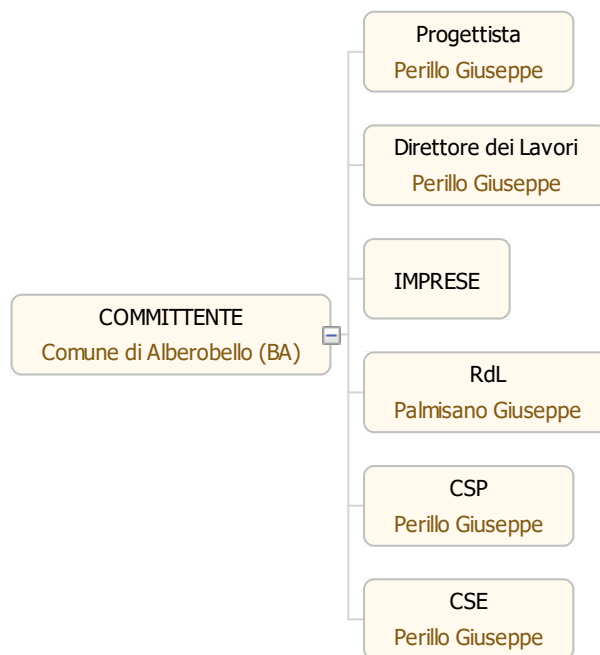 Progettista
Perillo Giuseppe
Direttore dei Lavori
Perillo Giuseppe
IMPRESE
COMMITTENTE
Comune di Alberobello (BA)
RdL
Palmisano Giuseppe
CSP
Perillo Giuseppe
CSE
Perillo Giuseppe